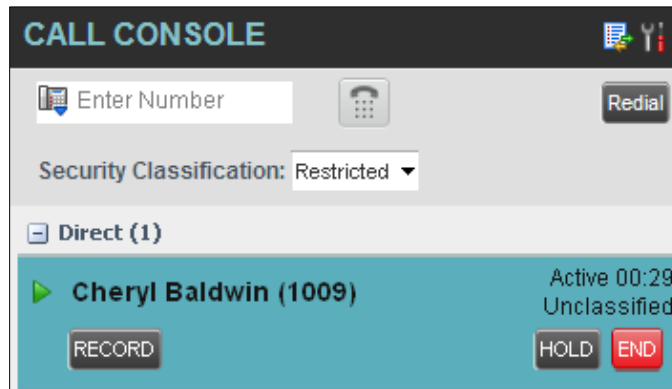 CALL CONSOLE
Enter Number
Redial
Security Classification: Restricted
Direct (1)
Cheryl Baldwin (1009)
Active 00:29
Unclassified
RECORD
HOLD
END